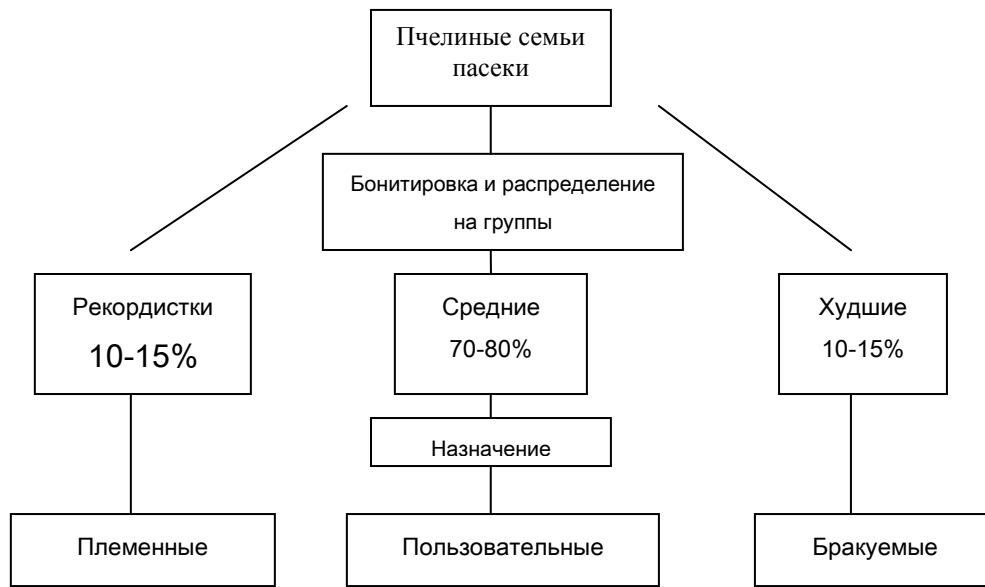 Пчелиные семьи
пасеки
Бонитировка и распределение
на группы
Рекордистки
10-15%
Средние
70-80%
Худшие
10-15%
Назначение
Племенные
Пользовательные
Бракуемые